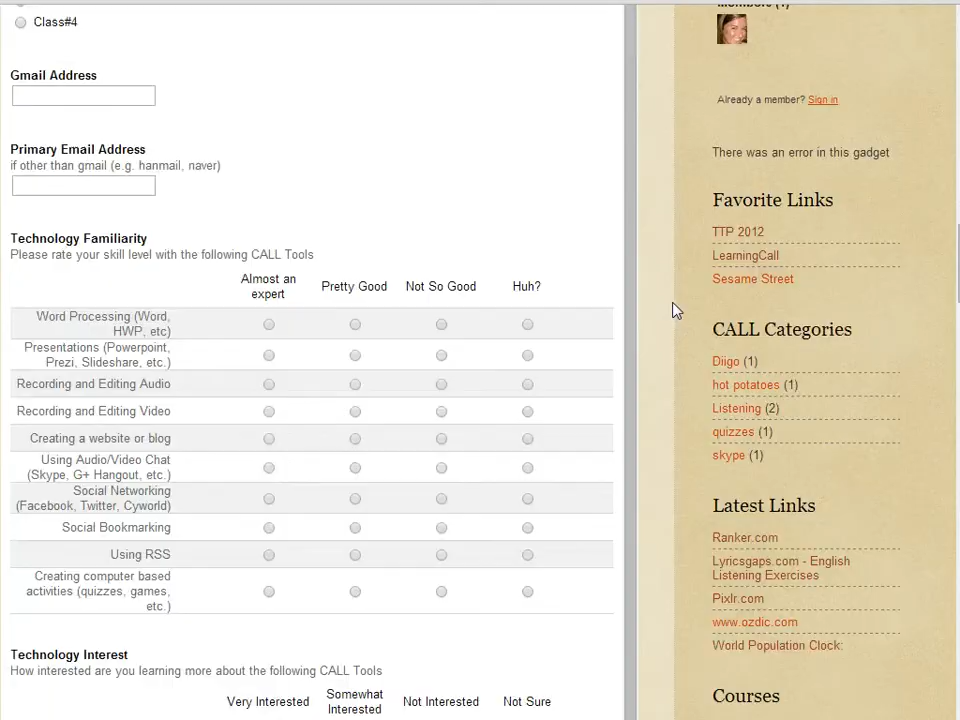 Class#4
Gmail Address
Primary Email Address
if other than gmail (e.g. hanmail, naver)
Technology Familiarity
Please rate your skill level with the following CALL Tools
Almost an
expert
Pretty Good
Not So Good
Huh?
Word Processing (Word,
HWP, etc)
Presentations (Powerpoint,
Prezi, Slideshare, etc.)
Recording and Editing Audio
Recording and Editing Video
Creating a website or blog
Using Audio/Video Chat
(Skype, G+ Hangout, etc.)
Social Networking
(Facebook, Twitter, Cyworld)
Social Bookmarking
Using RSS
Creating computer based
activities (quizzes, games,
etc.)
Technology Interest
How interested are you learning more about the following CALL Tools
Very Interested
Somewhat
Interested
Not Interested
Not Sure
Members (1)
Already a member? Sign in
There was an error in this gadget
Favorite Links
TTP 2012
LearningCall
Sesame Street
CALL Categories
Diigo (1)
hot potatoes (1)
Listening (2)
quizzes (1)
skype (1)
Latest Links
Ranker.com
Lyricsgaps.com - English
Listening Exercises
Pixlr.com
www.ozdic.com
World Population Clock:
Courses